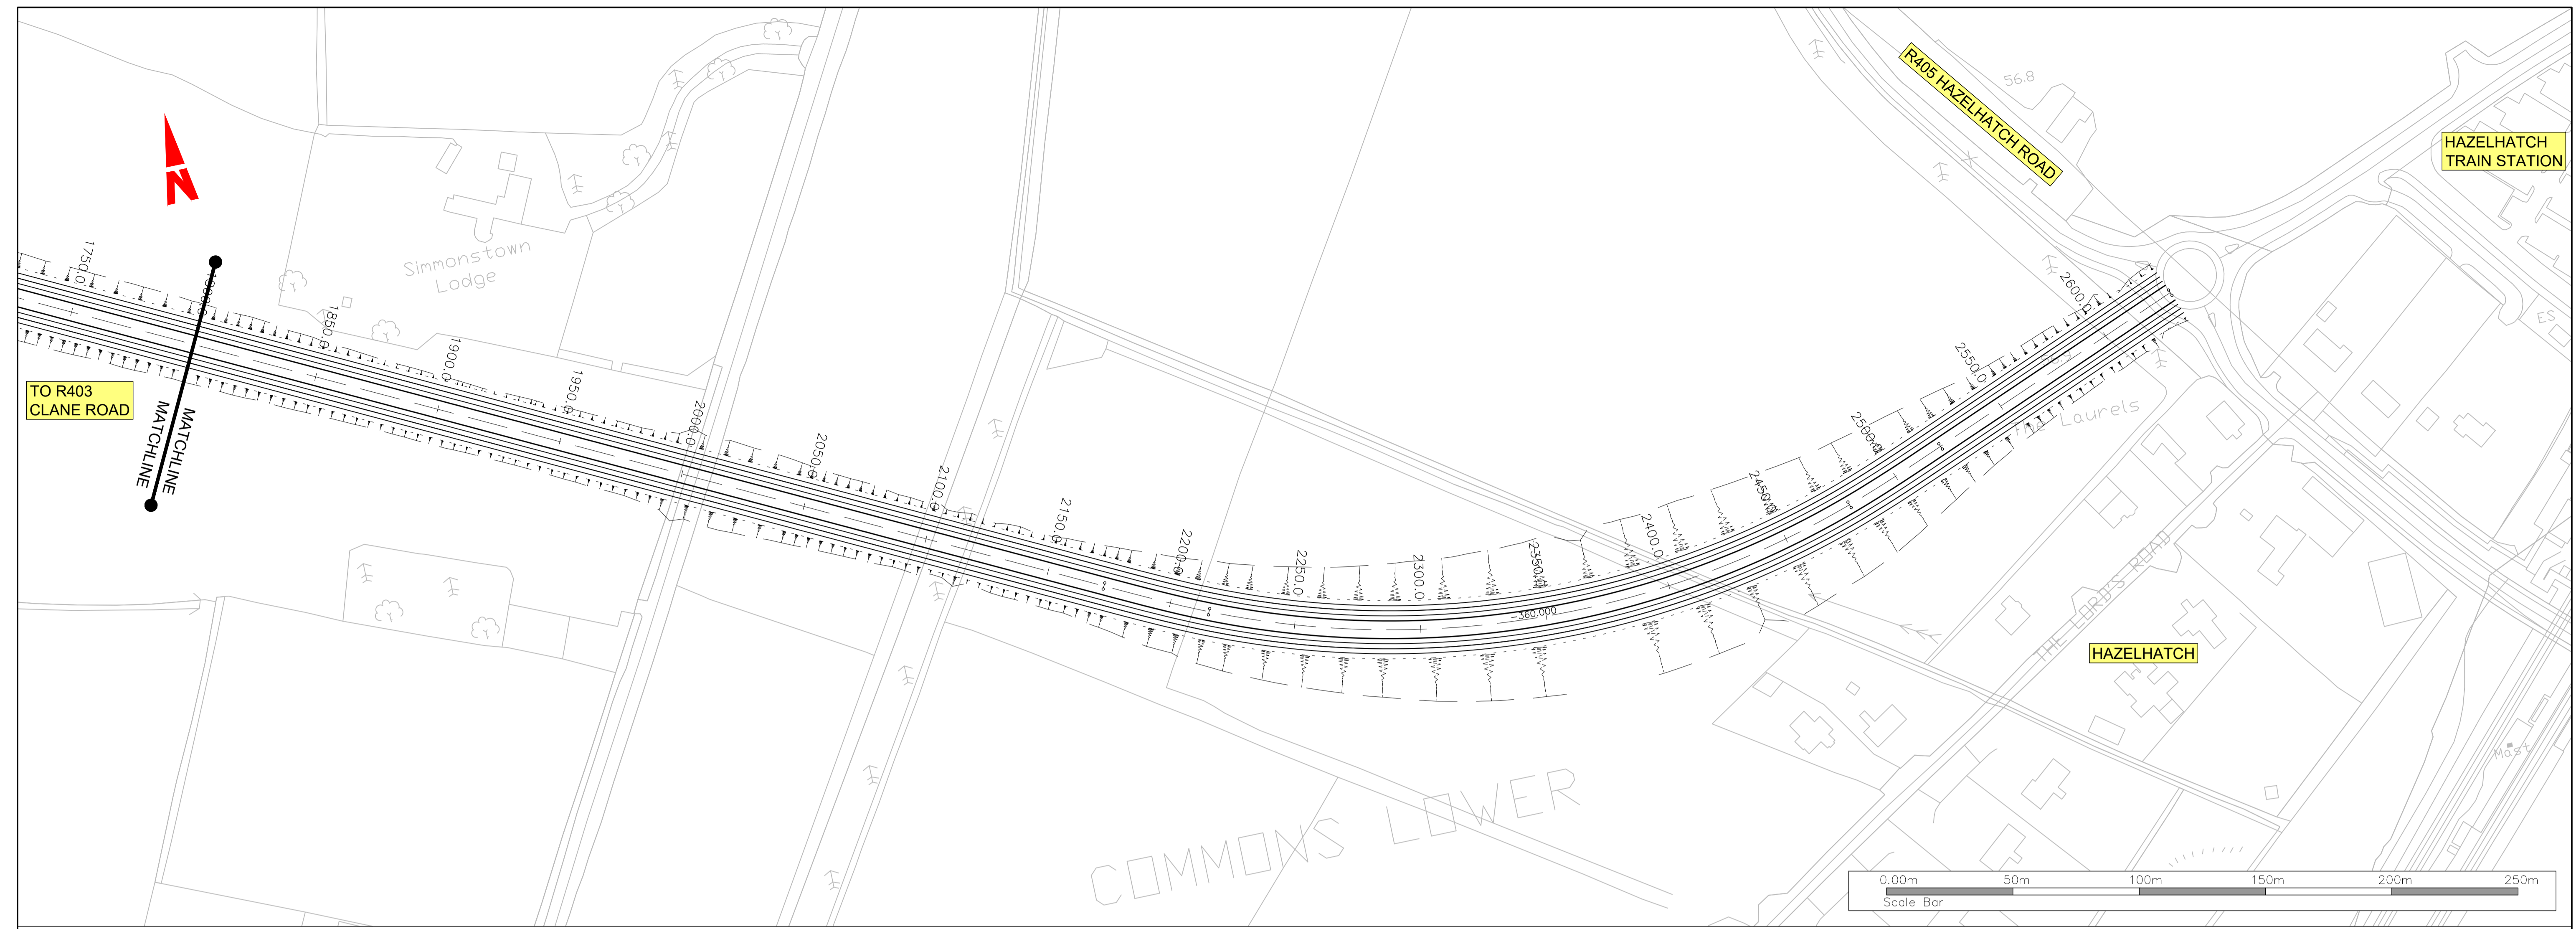 R405 HAZELHATCH ROAD
56.8
HAZELHATCH
TRAIN STATION
N
Simmonstown
Lodge
1750.0
1800.0
1850.0
1900.0
1950.0
2000.0
2050.0
2100.0
2150.0
2200.0
2250.0
2300.0
2350.0
2400.0
2450.0
2500.0
2550.0
2600.0
-360.000
TO R403
CLANE ROAD
MATCHLINE
MATCHLINE
The Laurels
ES
THE LORD'S ROAD
HAZELHATCH
Mast
COMMONS LOWER
0.00m 50m 100m 150m 200m 250m
Scale Bar